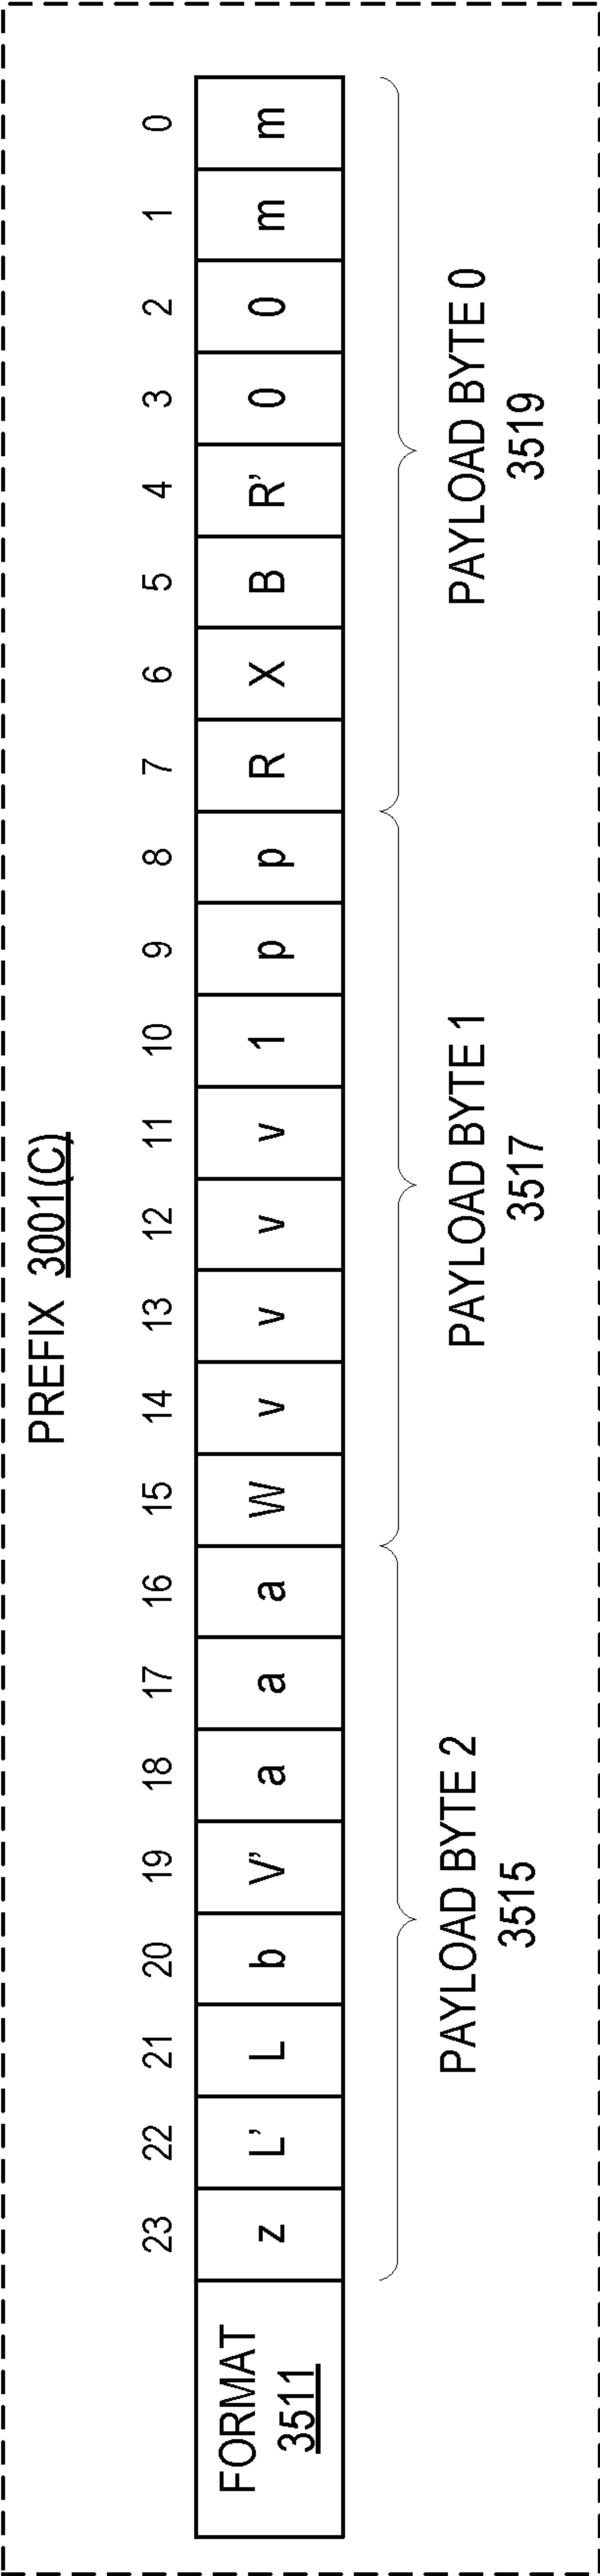 PREFIX 3001(C)
23 22 21 20 19 18 17 16 15 14 13 12 11 10 9 8 7 6 5 4 3 2 1 0
FORMAT
3511
z L' L b V' a a a W v v v v 1 p p R X B R' 0 0 m m
PAYLOAD BYTE 2
3515
PAYLOAD BYTE 1
3517
PAYLOAD BYTE 0
3519